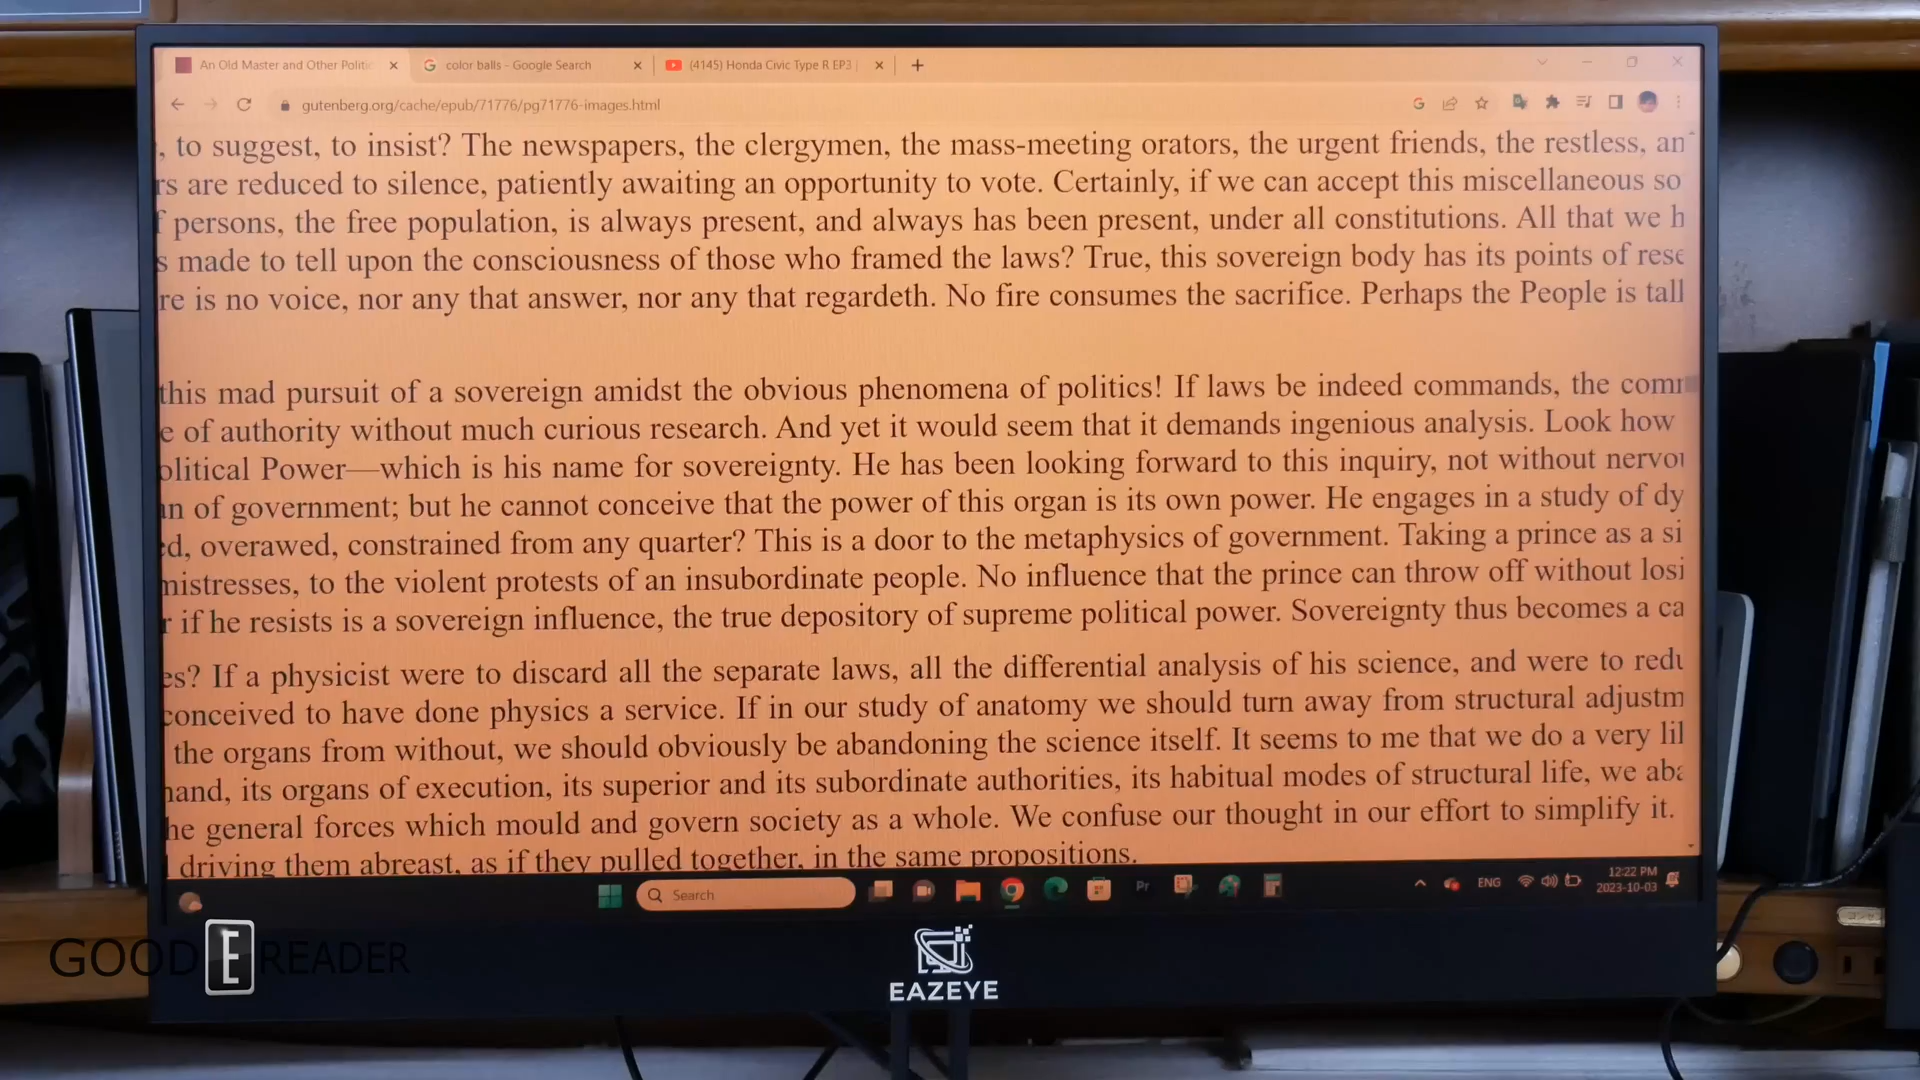 An Old Master and Other Politic
color balls - Google Search
(4145) Honda Civic Type R EP3
gutenberg.org/cache/epub/71776/pg71776-images.html
, to suggest, to insist? The newspapers, the clergymen, the mass-meeting orators, the urgent friends, the restless, an
rs are reduced to silence, patiently awaiting an opportunity to vote. Certainly, if we can accept this miscellaneous so
f persons, the free population, is always present, and always has been present, under all constitutions. All that we h
s made to tell upon the consciousness of those who framed the laws? True, this sovereign body has its points of rese
re is no voice, nor any that answer, nor any that regardeth. No fire consumes the sacrifice. Perhaps the People is tall
this mad pursuit of a sovereign amidst the obvious phenomena of politics! If laws be indeed commands, the comm
e of authority without much curious research. And yet it would seem that it demands ingenious analysis. Look how
olitical Power—which is his name for sovereignty. He has been looking forward to this inquiry, not without nervou
an of government; but he cannot conceive that the power of this organ is its own power. He engages in a study of dy
ed, overawed, constrained from any quarter? This is a door to the metaphysics of government. Taking a prince as a si
mistresses, to the violent protests of an insubordinate people. No influence that the prince can throw off without losi
r if he resists is a sovereign influence, the true depository of supreme political power. Sovereignty thus becomes a ca
es? If a physicist were to discard all the separate laws, all the differential analysis of his science, and were to redu
conceived to have done physics a service. If in our study of anatomy we should turn away from structural adjustm
the organs from without, we should obviously be abandoning the science itself. It seems to me that we do a very lil
hand, its organs of execution, its superior and its subordinate authorities, its habitual modes of structural life, we aba
he general forces which mould and govern society as a whole. We confuse our thought in our effort to simplify it.
driving them abreast, as if they pulled together, in the same propositions.
Search
Pr
ENG
12:22 PM
2023-10-03
GOOD E READER
EAZEYE